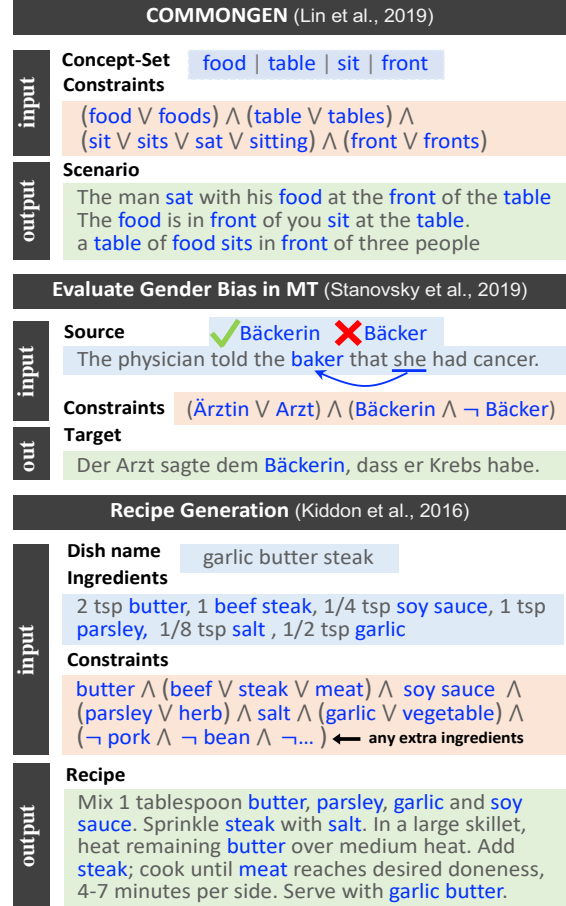 COMMONGEN (Lin et al., 2019)
input
Concept-Set food | table | sit | front
Constraints
(food ∨ foods) ∧ (table ∨ tables) ∧
(sit ∨ sits ∨ sat ∨ sitting) ∧ (front ∨ fronts)
output
Scenario
The man sat with his food at the front of the table
The food is in front of you sit at the table.
a table of food sits in front of three people
Evaluate Gender Bias in MT (Stanovsky et al., 2019)
input
Source ✓Bäckerin ✗Bäcker
The physician told the baker that she had cancer.
Constraints (Ärztin ∨ Arzt) ∧ (Bäckerin ∧ ¬ Bäcker)
out
Target
Der Arzt sagte dem Bäckerin, dass er Krebs habe.
Recipe Generation (Kiddon et al., 2016)
input
Dish name garlic butter steak
Ingredients
2 tsp butter, 1 beef steak, 1/4 tsp soy sauce, 1 tsp
parsley, 1/8 tsp salt , 1/2 tsp garlic
Constraints
butter ∧ (beef ∨ steak ∨ meat) ∧ soy sauce ∧
(parsley ∨ herb) ∧ salt ∧ (garlic ∨ vegetable) ∧
(¬ pork ∧ ¬ bean ∧ ¬... ) ← any extra ingredients
output
Recipe
Mix 1 tablespoon butter, parsley, garlic and soy
sauce. Sprinkle steak with salt. In a large skillet,
heat remaining butter over medium heat. Add
steak; cook until meat reaches desired doneness,
4-7 minutes per side. Serve with garlic butter.